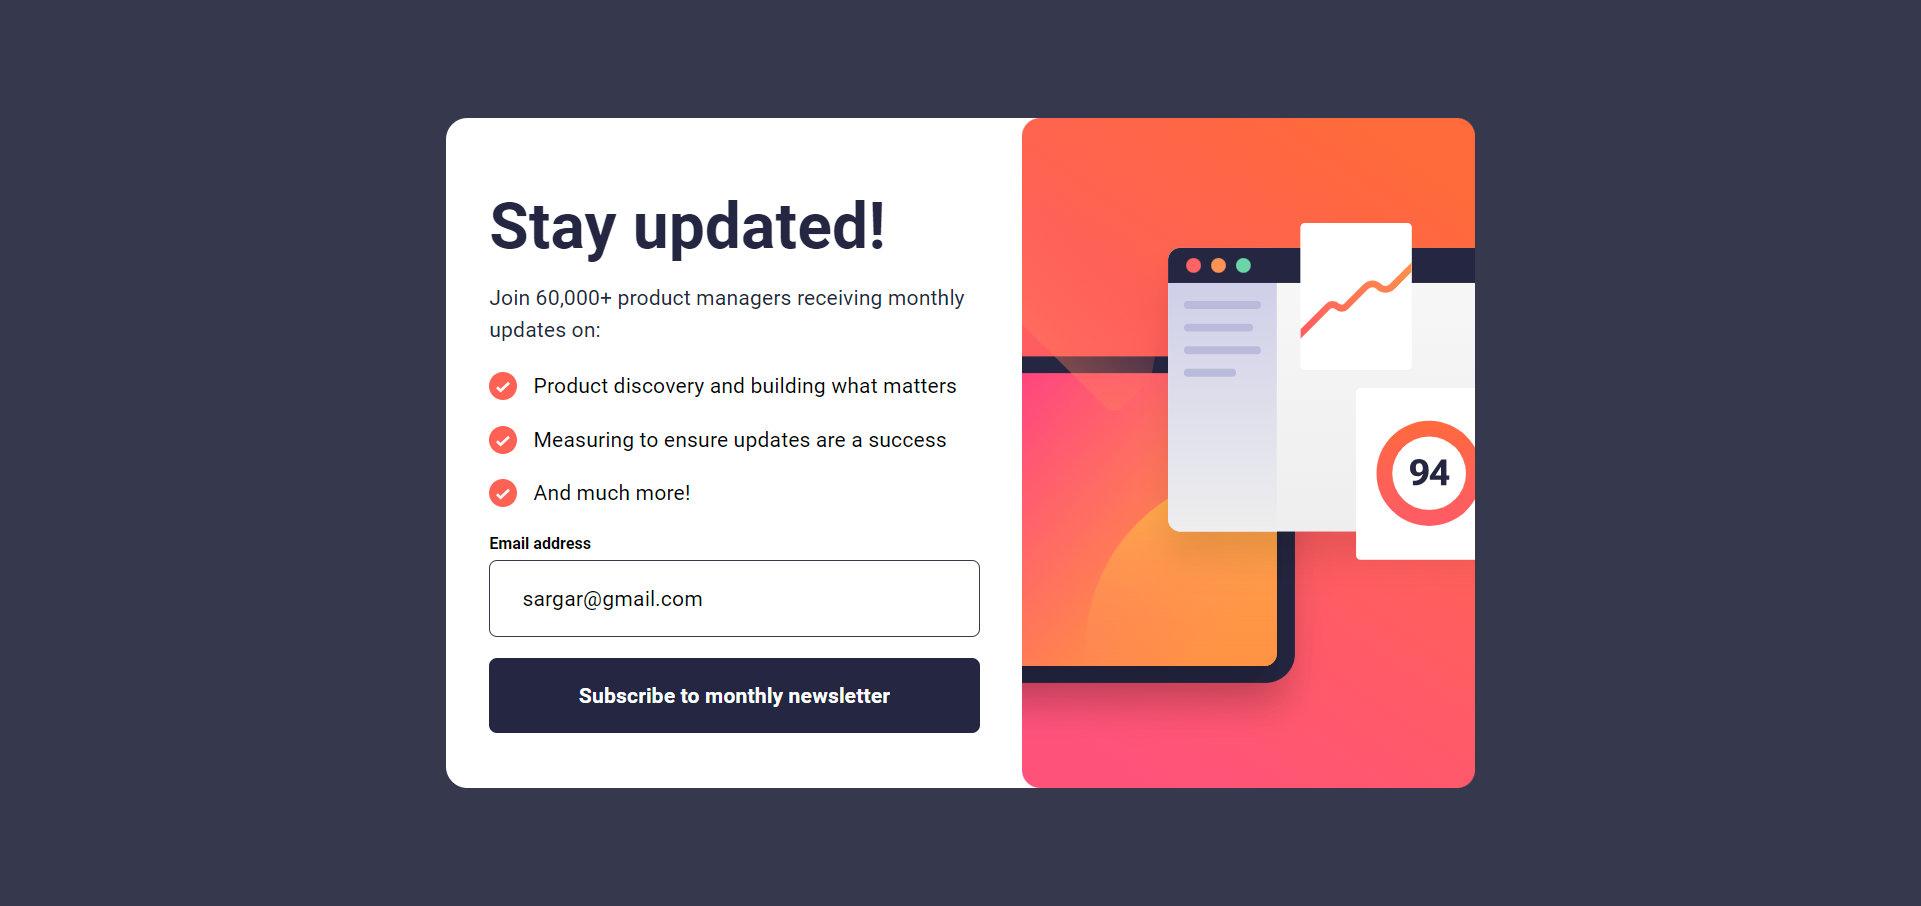 Stay updated!
Join 60,000+ product managers receiving monthly
updates on:
Product discovery and building what matters
Measuring to ensure updates are a success
And much more!
Email address
sargar@gmail.com
Subscribe to monthly newsletter
94